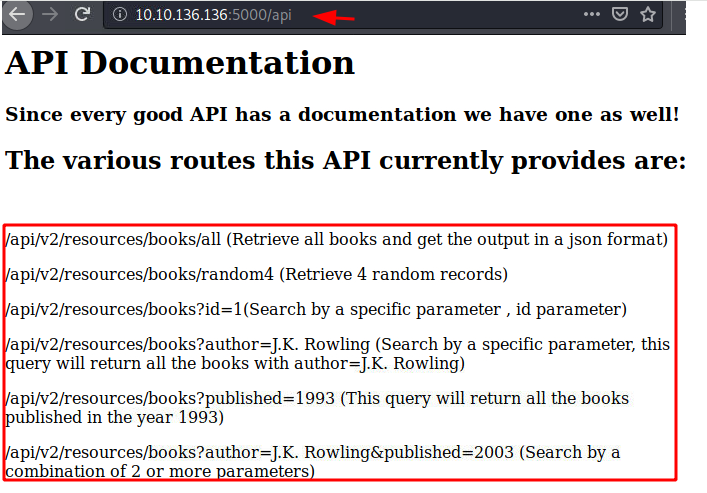 10.10.136.136:5000/api
API Documentation
Since every good API has a documentation we have one as well!
The various routes this API currently provides are:
/api/v2/resources/books/all (Retrieve all books and get the output in a json format)
/api/v2/resources/books/random4 (Retrieve 4 random records)
/api/v2/resources/books?id=1(Search by a specific parameter , id parameter)
/api/v2/resources/books?author=J.K. Rowling (Search by a specific parameter, this
query will return all the books with author=J.K. Rowling)
/api/v2/resources/books?published=1993 (This query will return all the books
published in the year 1993)
/api/v2/resources/books?author=J.K. Rowling&published=2003 (Search by a
combination of 2 or more parameters)